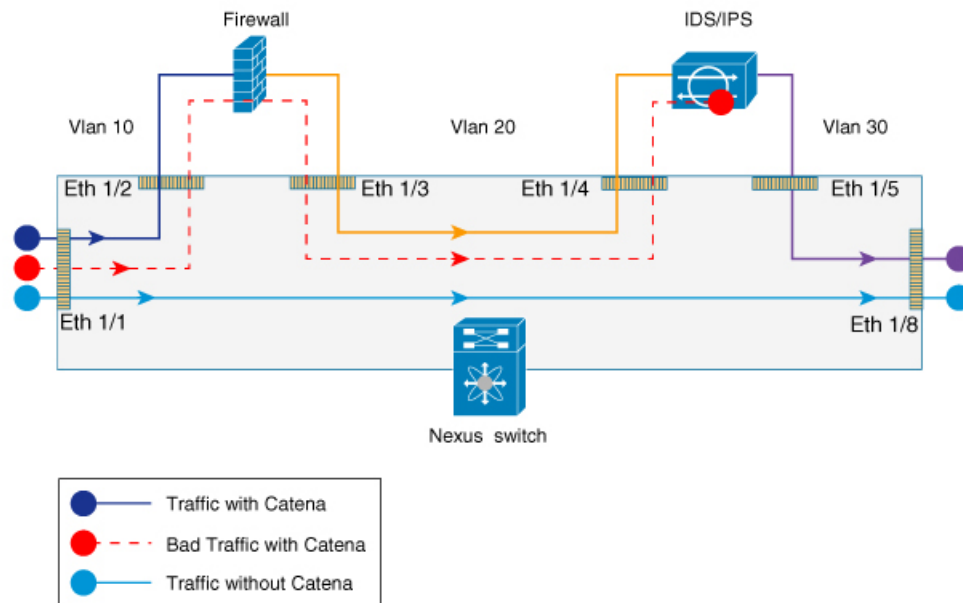 Firewall
IDS/IPS
Vlan 10
Vlan 20
Vlan 30
Eth 1/2
Eth 1/3
Eth 1/4
Eth 1/5
Eth 1/1
Eth 1/8
Nexus switch
Traffic with Catena
Bad Traffic with Catena
Traffic without Catena